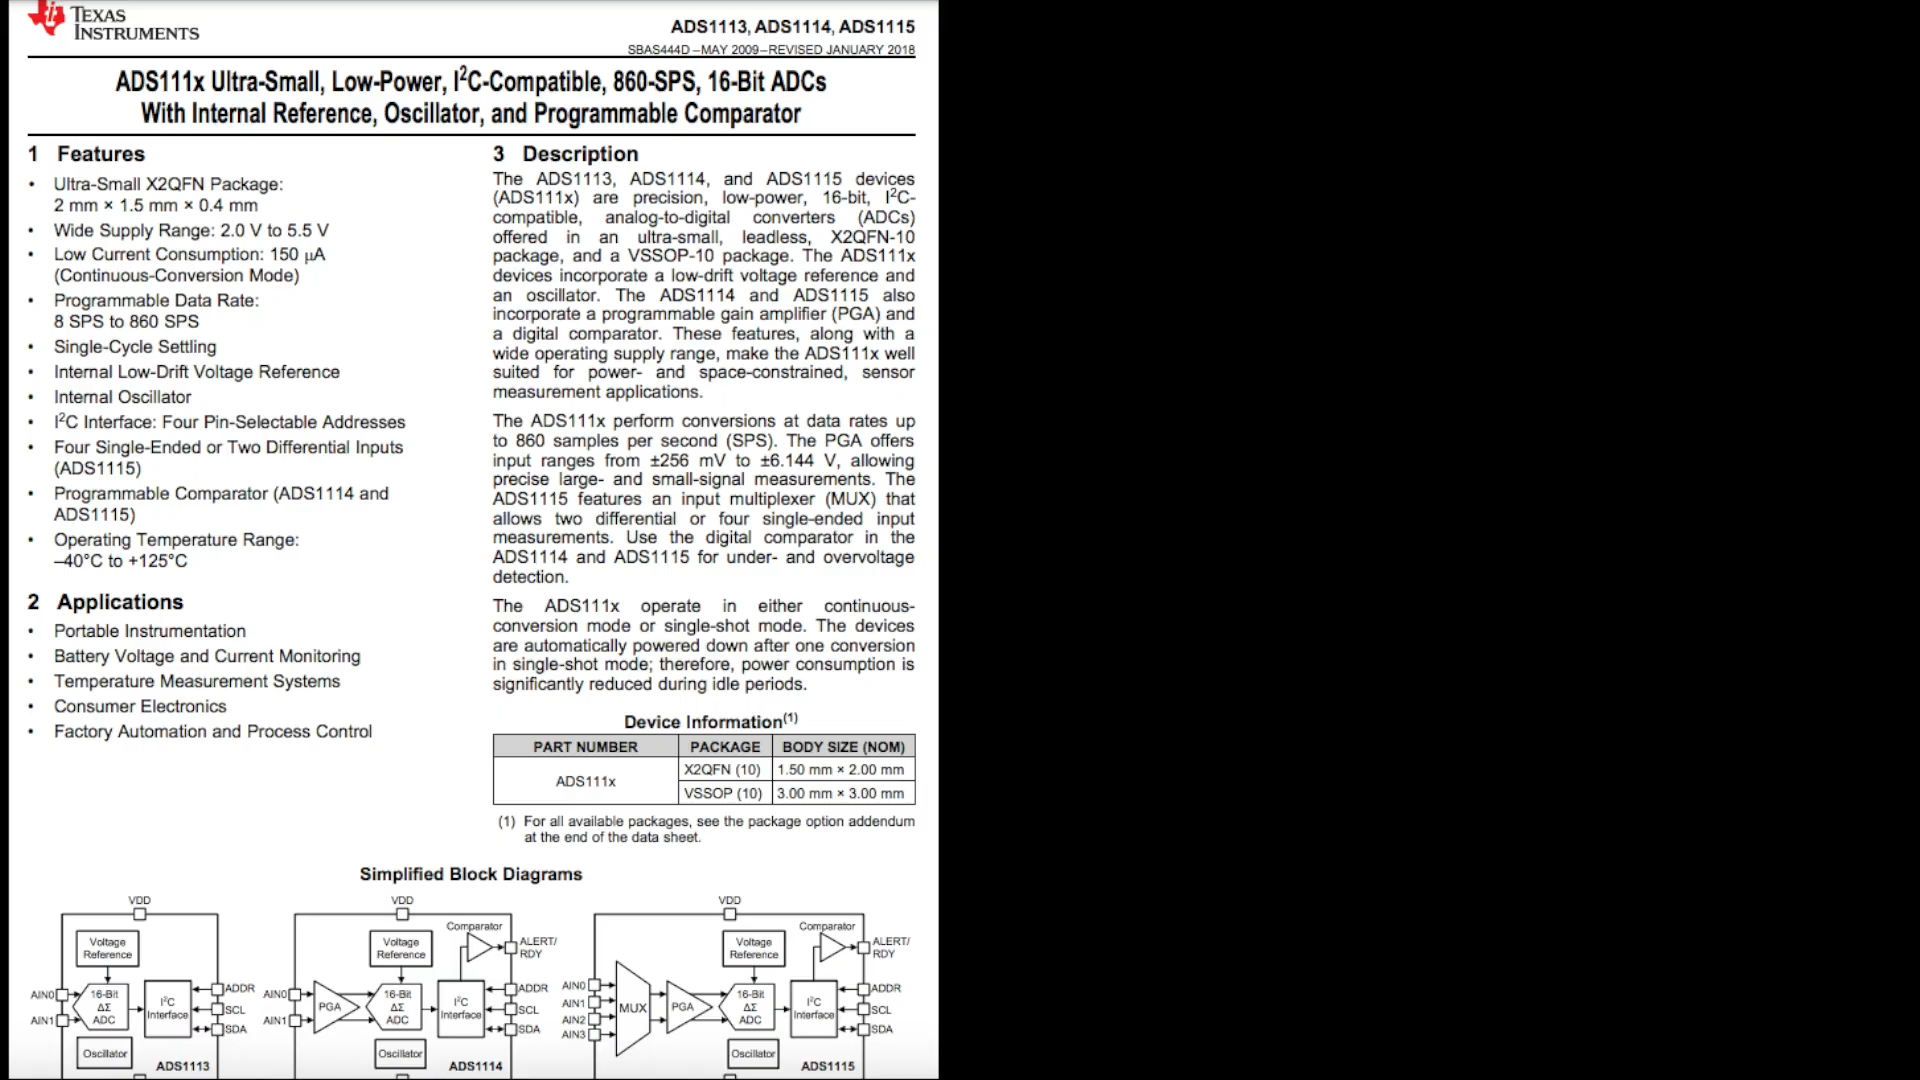 TEXAS
INSTRUMENTS
ADS1113, ADS1114, ADS1115
SBAS444D –MAY 2009–REVISED JANUARY 2018
ADS111x Ultra-Small, Low-Power, I²C-Compatible, 860-SPS, 16-Bit ADCs
With Internal Reference, Oscillator, and Programmable Comparator
1 Features
• Ultra-Small X2QFN Package:
2 mm × 1.5 mm × 0.4 mm
• Wide Supply Range: 2.0 V to 5.5 V
• Low Current Consumption: 150 μA
(Continuous-Conversion Mode)
• Programmable Data Rate:
8 SPS to 860 SPS
• Single-Cycle Settling
• Internal Low-Drift Voltage Reference
• Internal Oscillator
• I²C Interface: Four Pin-Selectable Addresses
• Four Single-Ended or Two Differential Inputs
(ADS1115)
• Programmable Comparator (ADS1114 and
ADS1115)
• Operating Temperature Range:
–40°C to +125°C
2 Applications
• Portable Instrumentation
• Battery Voltage and Current Monitoring
• Temperature Measurement Systems
• Consumer Electronics
• Factory Automation and Process Control
3 Description
The ADS1113, ADS1114, and ADS1115 devices
(ADS111x) are precision, low-power, 16-bit, I²C-
compatible, analog-to-digital converters (ADCs)
offered in an ultra-small, leadless, X2QFN-10
package, and a VSSOP-10 package. The ADS111x
devices incorporate a low-drift voltage reference and
an oscillator. The ADS1114 and ADS1115 also
incorporate a programmable gain amplifier (PGA) and
a digital comparator. These features, along with a
wide operating supply range, make the ADS111x well
suited for power- and space-constrained, sensor
measurement applications.
The ADS111x perform conversions at data rates up
to 860 samples per second (SPS). The PGA offers
input ranges from ±256 mV to ±6.144 V, allowing
precise large- and small-signal measurements. The
ADS1115 features an input multiplexer (MUX) that
allows two differential or four single-ended input
measurements. Use the digital comparator in the
ADS1114 and ADS1115 for under- and overvoltage
detection.
The ADS111x operate in either continuous-
conversion mode or single-shot mode. The devices
are automatically powered down after one conversion
in single-shot mode; therefore, power consumption is
significantly reduced during idle periods.
Device Information(1)
PART NUMBER PACKAGE BODY SIZE (NOM)
ADS111x X2QFN (10) 1.50 mm × 2.00 mm
VSSOP (10) 3.00 mm × 3.00 mm
(1) For all available packages, see the package option addendum
at the end of the data sheet.
Simplified Block Diagrams
VDD
Voltage
Reference
AIN0
AIN1
16-Bit
ΔΣ
ADC
I²C
Interface
ADDR
SCL
SDA
Oscillator
ADS1113
VDD
Comparator
Voltage
Reference
ALERT/
RDY
AIN0
AIN1
PGA
16-Bit
ΔΣ
ADC
I²C
Interface
ADDR
SCL
SDA
Oscillator
ADS1114
VDD
Comparator
Voltage
Reference
ALERT/
RDY
AIN0
AIN1
AIN2
AIN3
MUX
PGA
16-Bit
ΔΣ
ADC
I²C
Interface
ADDR
SCL
SDA
Oscillator
ADS1115